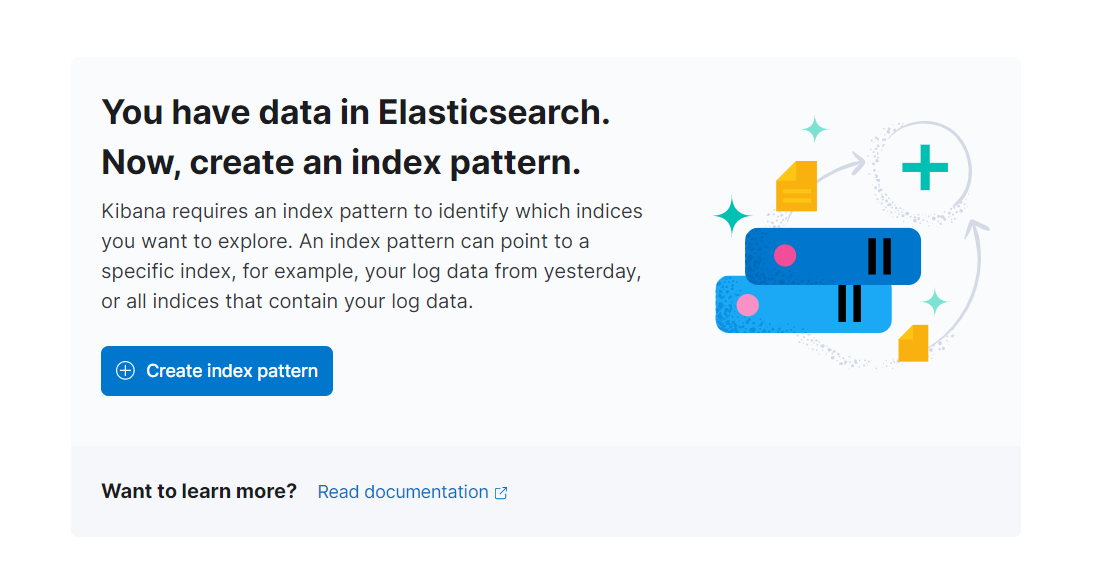 You have data in Elasticsearch.
Now, create an index pattern.
Kibana requires an index pattern to identify which indices
you want to explore. An index pattern can point to a
specific index, for example, your log data from yesterday,
or all indices that contain your log data.
Create index pattern
Want to learn more? Read documentation